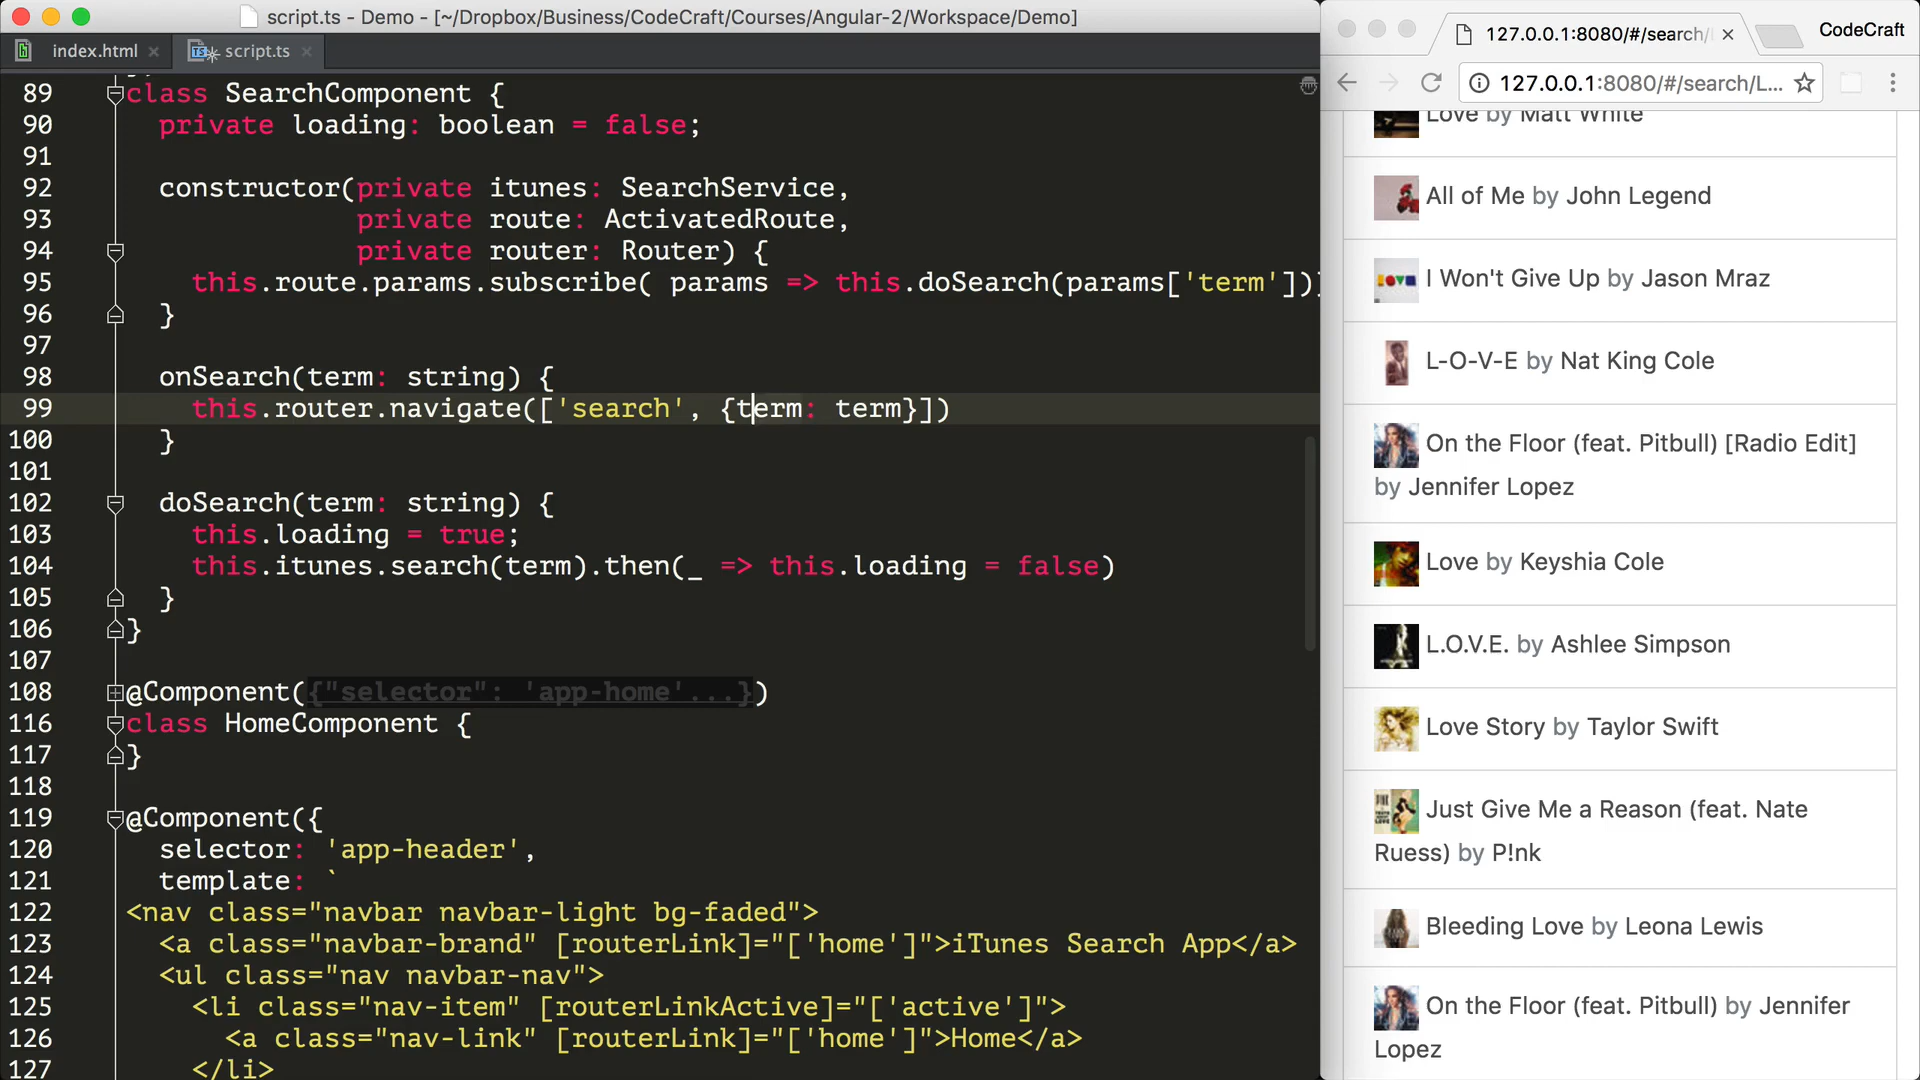 script.ts - Demo - [~/Dropbox/Business/CodeCraft/Courses/Angular-2/Workspace/Demo]
index.html
script.ts
89 class SearchComponent {
90 private loading: boolean = false;
91
92 constructor(private itunes: SearchService,
93 private route: ActivatedRoute,
94 private router: Router) {
95 this.route.params.subscribe( params => this.doSearch(params['term'])
96 }
97
98 onSearch(term: string) {
99 this.router.navigate(['search', {term: term}])
100 }
101
102 doSearch(term: string) {
103 this.loading = true;
104 this.itunes.search(term).then(_ => this.loading = false)
105 }
106 }
107
108 @Component({"selector": 'app-home'...})
116 class HomeComponent {
117 }
118
119 @Component({
120 selector: 'app-header',
121 template: `
122 <nav class="navbar navbar-light bg-faded">
123 <a class="navbar-brand" [routerLink]="['home']">iTunes Search App</a>
124 <ul class="nav navbar-nav">
125 <li class="nav-item" [routerLinkActive]="['active']">
126 <a class="nav-link" [routerLink]="['home']">Home</a>
127 </li>
127.0.0.1:8080/#/search/
CodeCraft
127.0.0.1:8080/#/search/L...
Love by Matt White
All of Me by John Legend
I Won't Give Up by Jason Mraz
L-O-V-E by Nat King Cole
On the Floor (feat. Pitbull) [Radio Edit]
by Jennifer Lopez
Love by Keyshia Cole
L.O.V.E. by Ashlee Simpson
Love Story by Taylor Swift
Just Give Me a Reason (feat. Nate
Ruess) by P!nk
Bleeding Love by Leona Lewis
On the Floor (feat. Pitbull) by Jennifer
Lopez